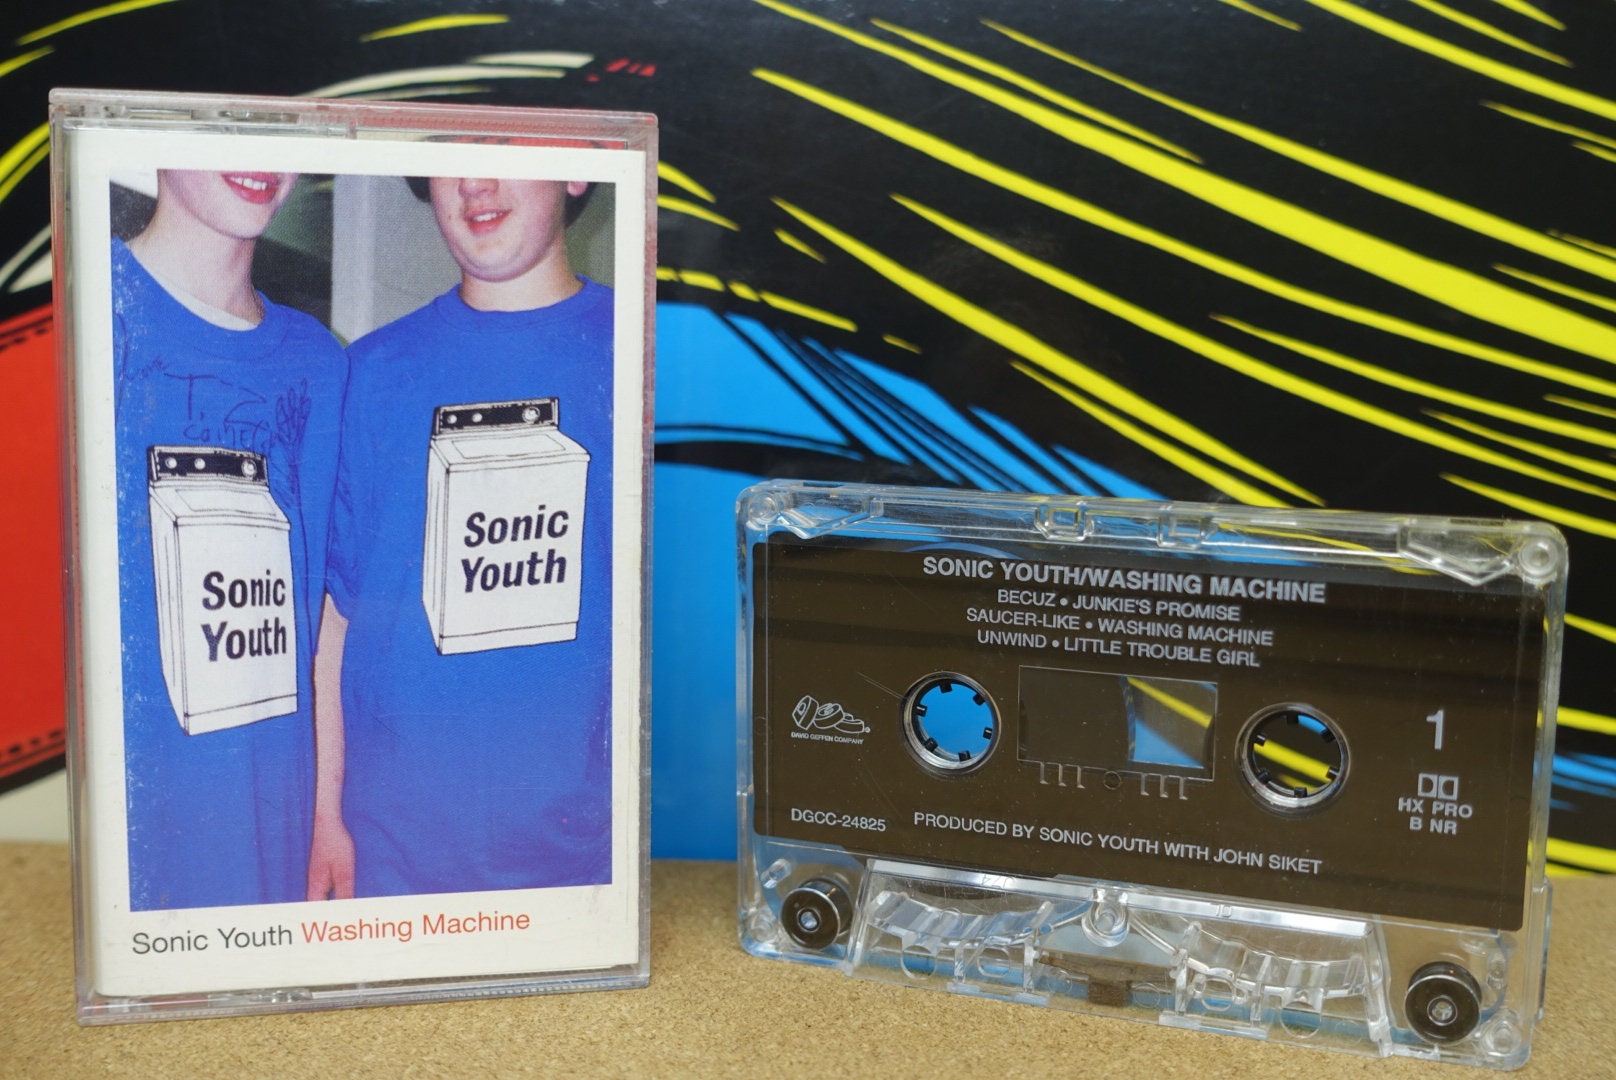 T.
Sonic
Youth
Sonic
Youth
Sonic Youth Washing Machine
SONIC YOUTH/WASHING MACHINE
BECUZ • JUNKIE'S PROMISE
SAUCER-LIKE • WASHING MACHINE
UNWIND • LITTLE TROUBLE GIRL
DAVID GEFFEN COMPANY
1
HX PRO
B NR
DGCC-24825
PRODUCED BY SONIC YOUTH WITH JOHN SIKET